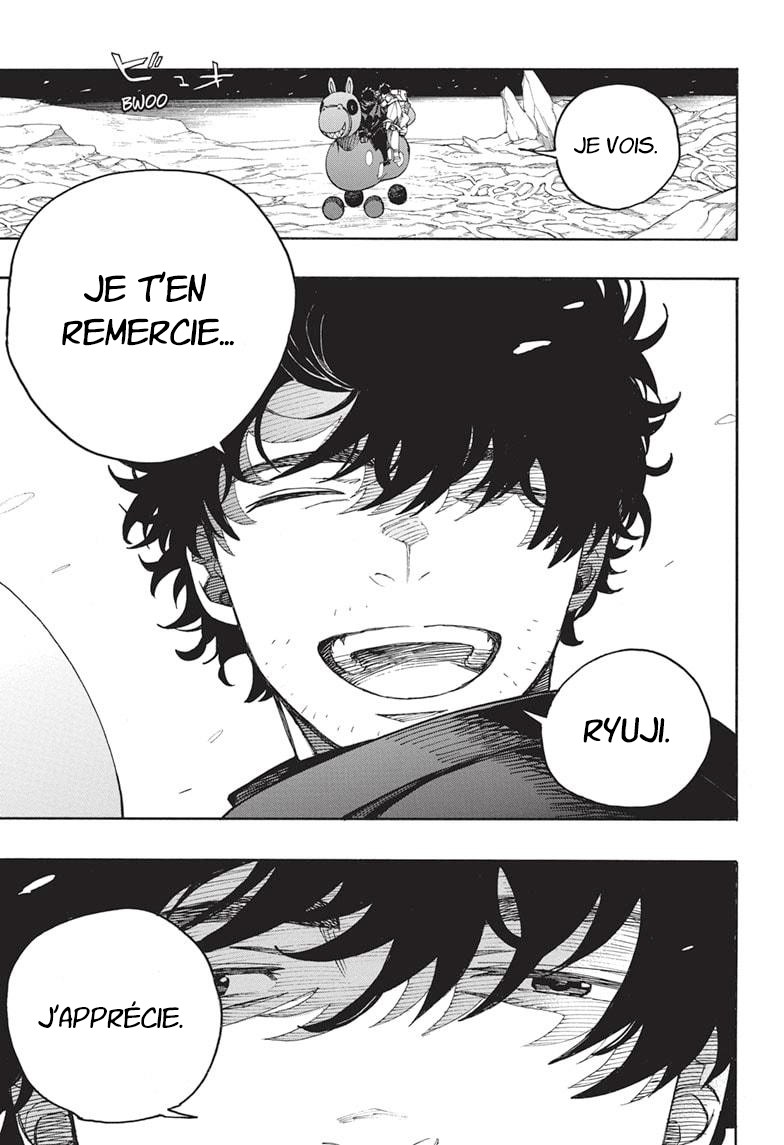 ビュオ
BWOO
JE VOIS.
JE T'EN
REMERCIE...
RYUJI.
J'APPRÉCIE.